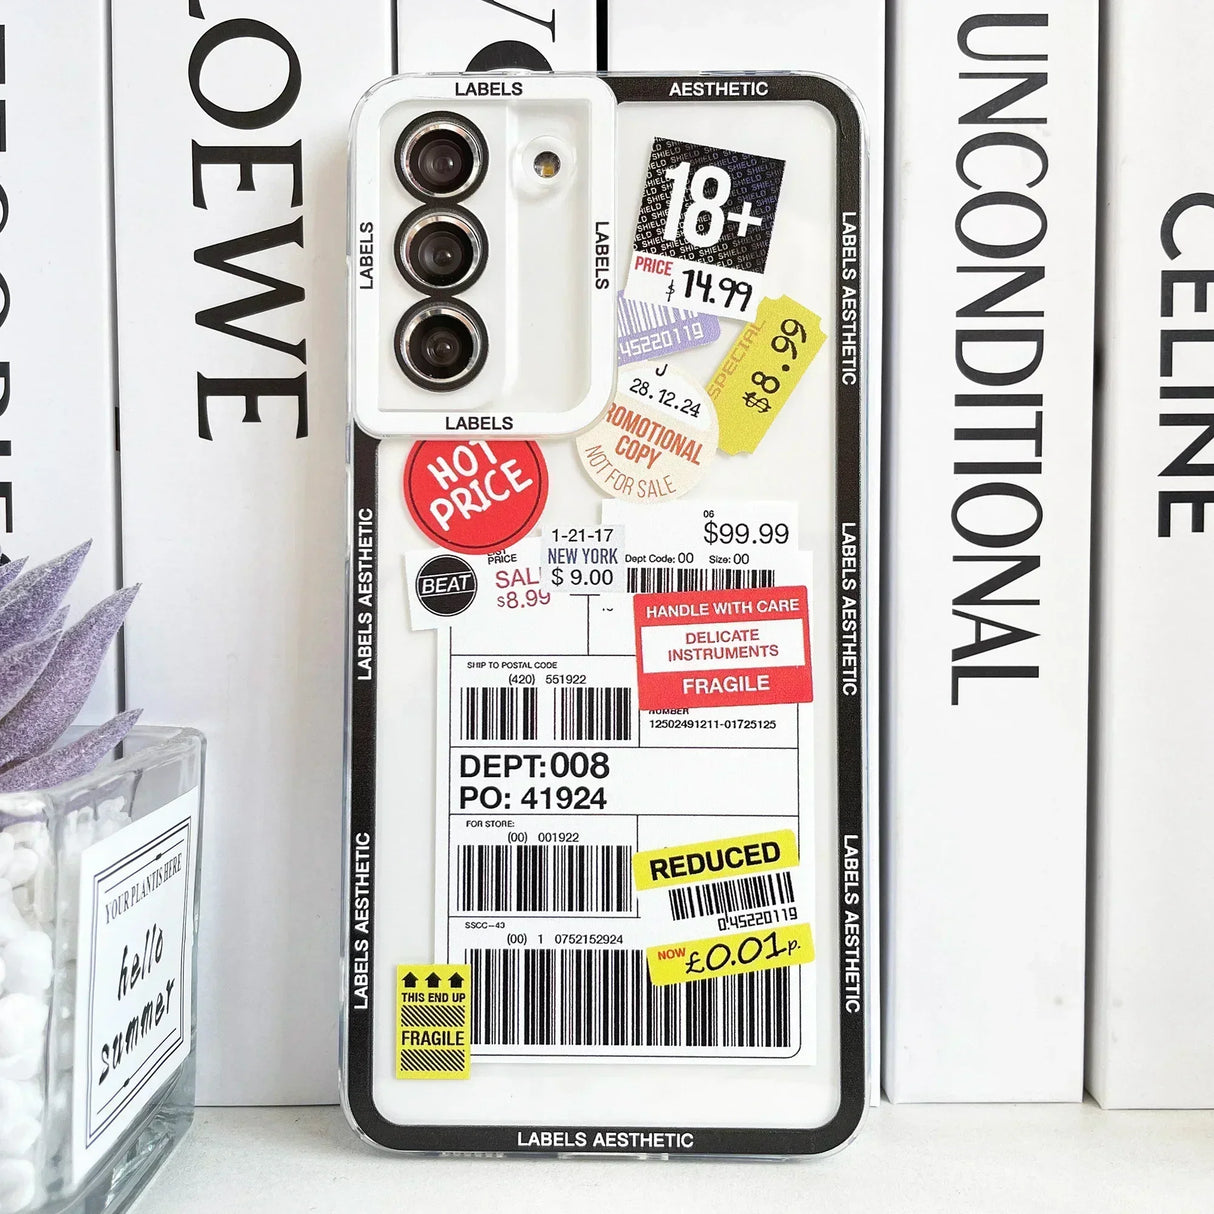 LOEWE
UNCONDITIONAL
CELINE
LABELS
AESTHETIC
LABELS
LABELS
LABELS
LABELS AESTHETIC
LABELS AESTHETIC
LABELS AESTHETIC
LABELS AESTHETIC
LABELS AESTHETIC
LABELS AESTHETIC
18+
PRICE
$ 14.99
.45220119
SPECIAL
$8.99
J
28.12.24
ROMOTIONAL
COPY
NOT FOR SALE
HOT
PRICE
06
$99.99
Dept Code: 00 Size: 00
1-21-17
NEW YORK
$ 9.00
BEAT
PRICE
SAL
$8.99
HANDLE WITH CARE
DELICATE
INSTRUMENTS
FRAGILE
SHIP TO POSTAL CODE
(420) 551922
NUMBER
12502491211-01725125
DEPT:008
PO: 41924
FOR STORE:
(00) 001922
REDUCED
0.45220119
NOW £0.01p.
SSCC-43
(00) 1 0752152924
THIS END UP
FRAGILE
LABELS AESTHETIC
YOUR PLANTIS HERE
hello
summer